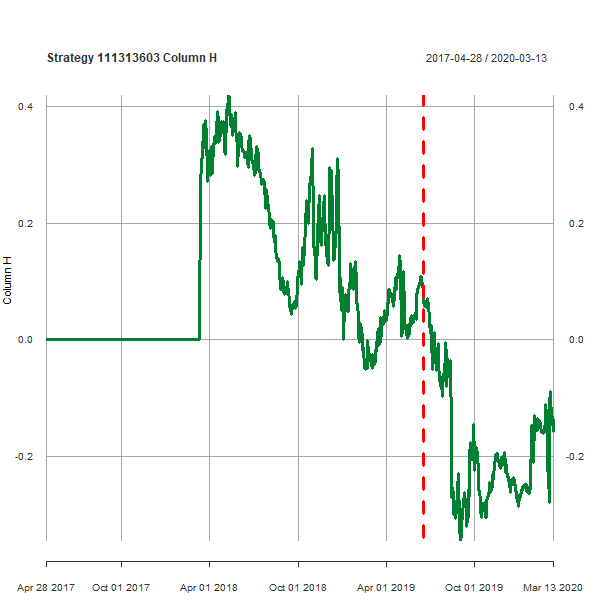 Strategy 111313603 Column H
2017-04-28 / 2020-03-13
0.4
0.4
0.2
0.2
0.0
0.0
-0.2
-0.2
Column H
Apr 28 2017
Oct 01 2017
Apr 01 2018
Oct 01 2018
Apr 01 2019
Oct 01 2019
Mar 13 2020